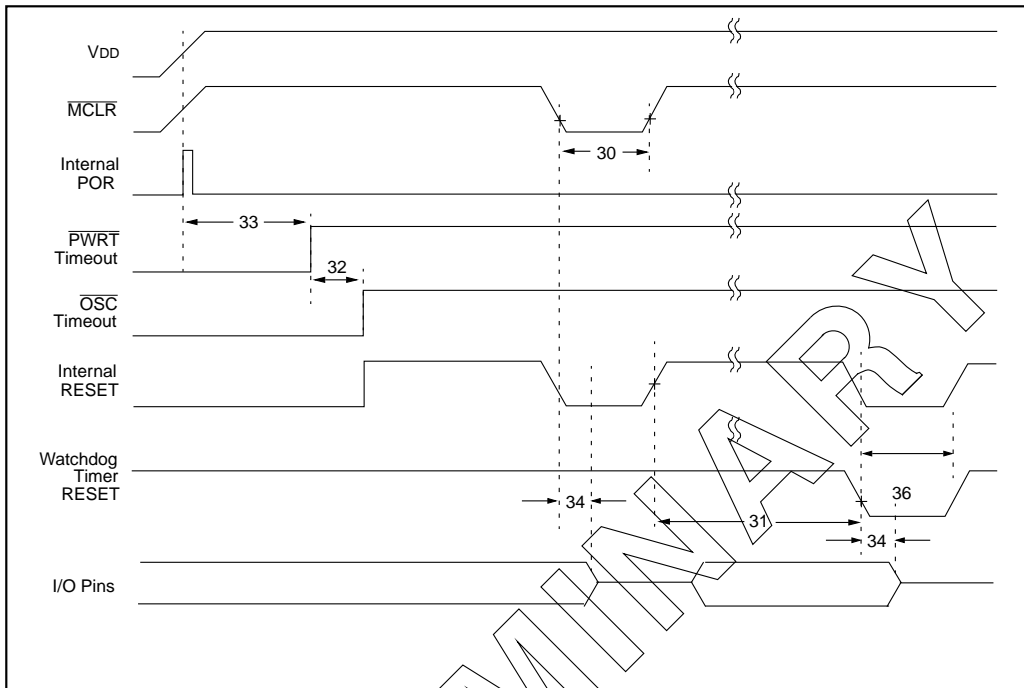 VDD
MCLR
30
Internal
POR
33
PWRT
Timeout
32
OSC
Timeout
Internal
RESET
Watchdog
Timer
RESET
36
34
31
34
I/O Pins
MINARY